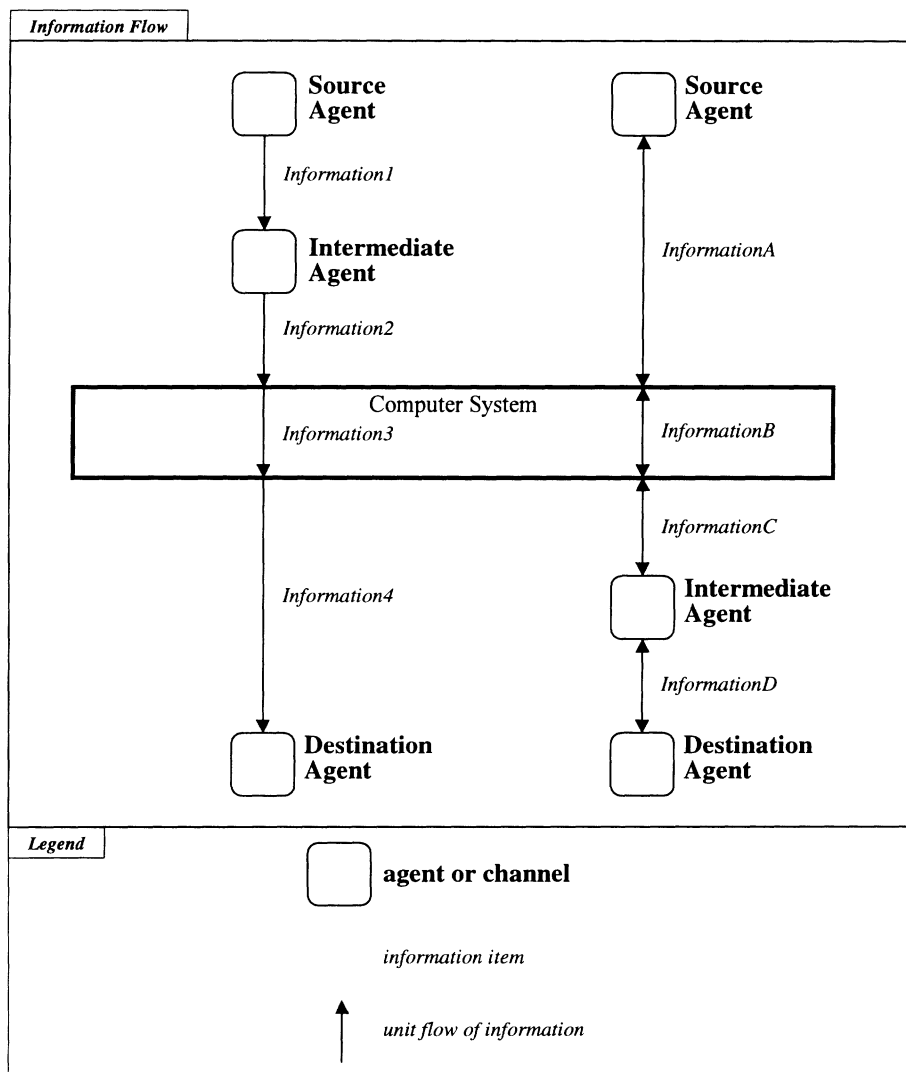 Information Flow
Source
Agent
Source
Agent
Information1
Intermediate
Agent
InformationA
Information2
Computer System
Information3
InformationB
InformationC
Information4
Intermediate
Agent
InformationD
Destination
Agent
Destination
Agent
Legend
agent or channel
information item
unit flow of information